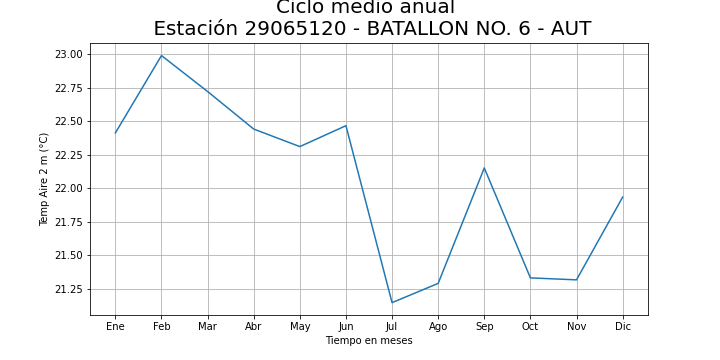 Ciclo medio anual
Estación 29065120 - BATALLON NO. 6 - AUT
Temp Aire 2 m (°C)
23.00
22.75
22.50
22.25
22.00
21.75
21.50
21.25
Ene Feb Mar Abr May Jun Jul Ago Sep Oct Nov Dic
Tiempo en meses